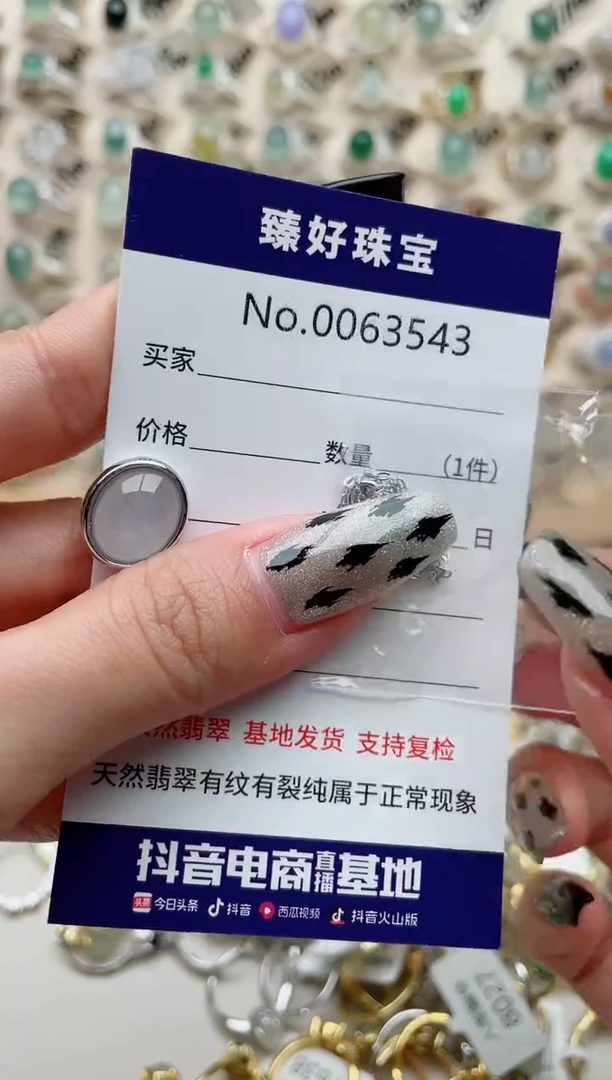 臻好珠宝
No.0063543
买家
价格 数量 (1件)
日
然翡翠 基地发货 支持复检
天然翡翠有纹有裂纯属于正常现象
抖音电商直播基地
头条 今日头条 抖音 西瓜视频 抖音火山版
8027